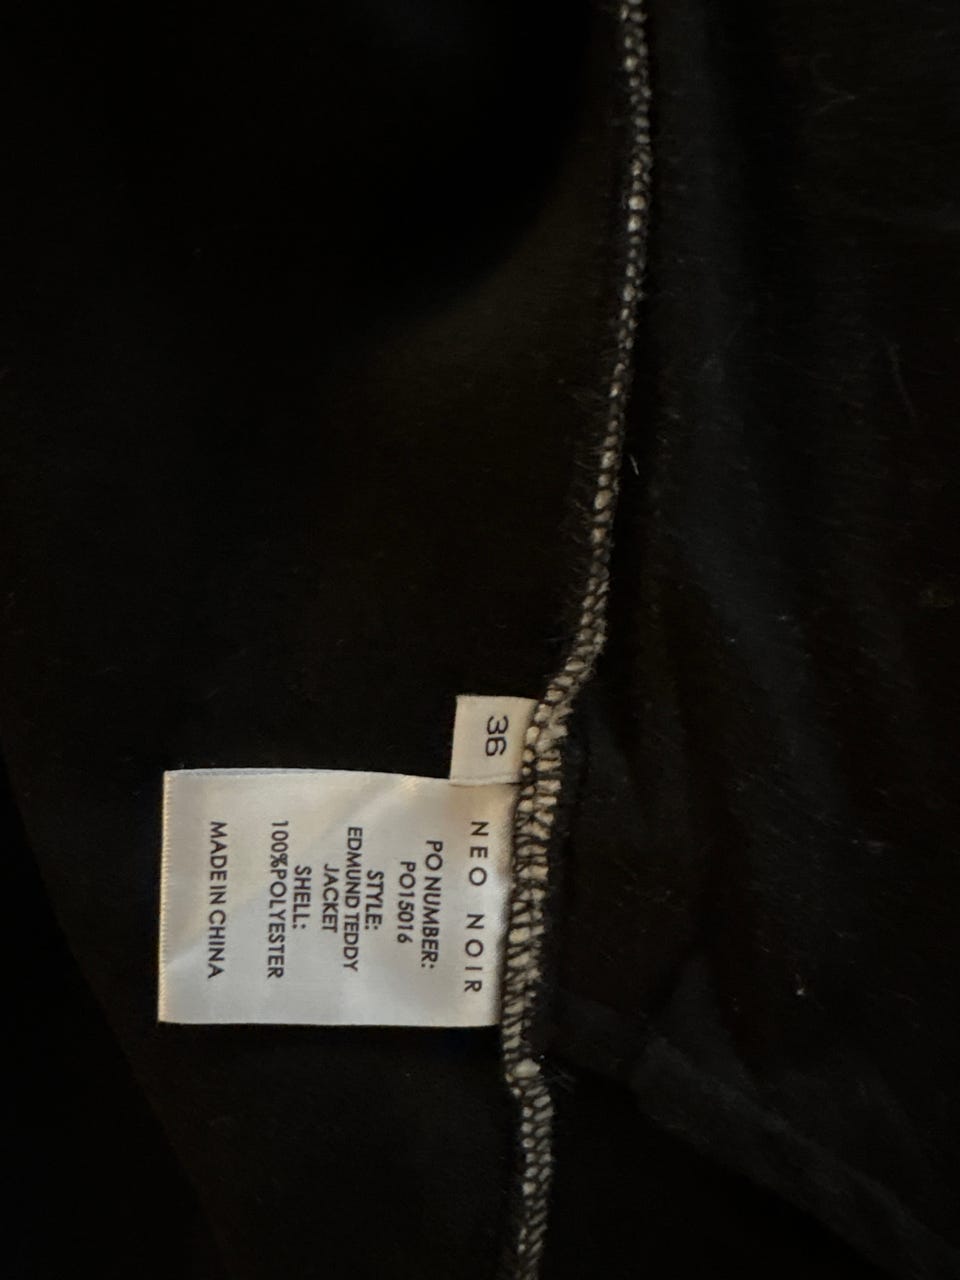 36
NEO NOIR
PO NUMBER:
PO15016
STYLE:
EDMUND TEDDY
JACKET
SHELL:
100%POLYESTER
MADE IN CHINA